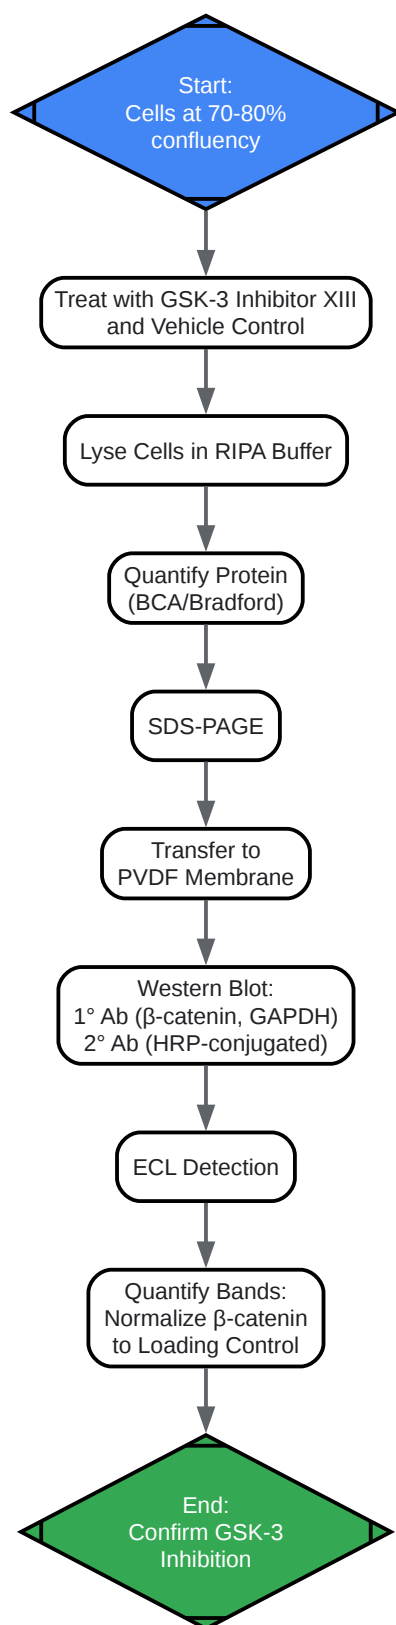 Start:
Cells at 70-80%
confluency
Treat with GSK-3 Inhibitor XIII
and Vehicle Control
Lyse Cells in RIPA Buffer
Quantify Protein
(BCA/Bradford)
SDS-PAGE
Transfer to
PVDF Membrane
Western Blot:
1° Ab (β-catenin, GAPDH)
2° Ab (HRP-conjugated)
ECL Detection
Quantify Bands:
Normalize β-catenin
to Loading Control
End:
Confirm GSK-3
Inhibition